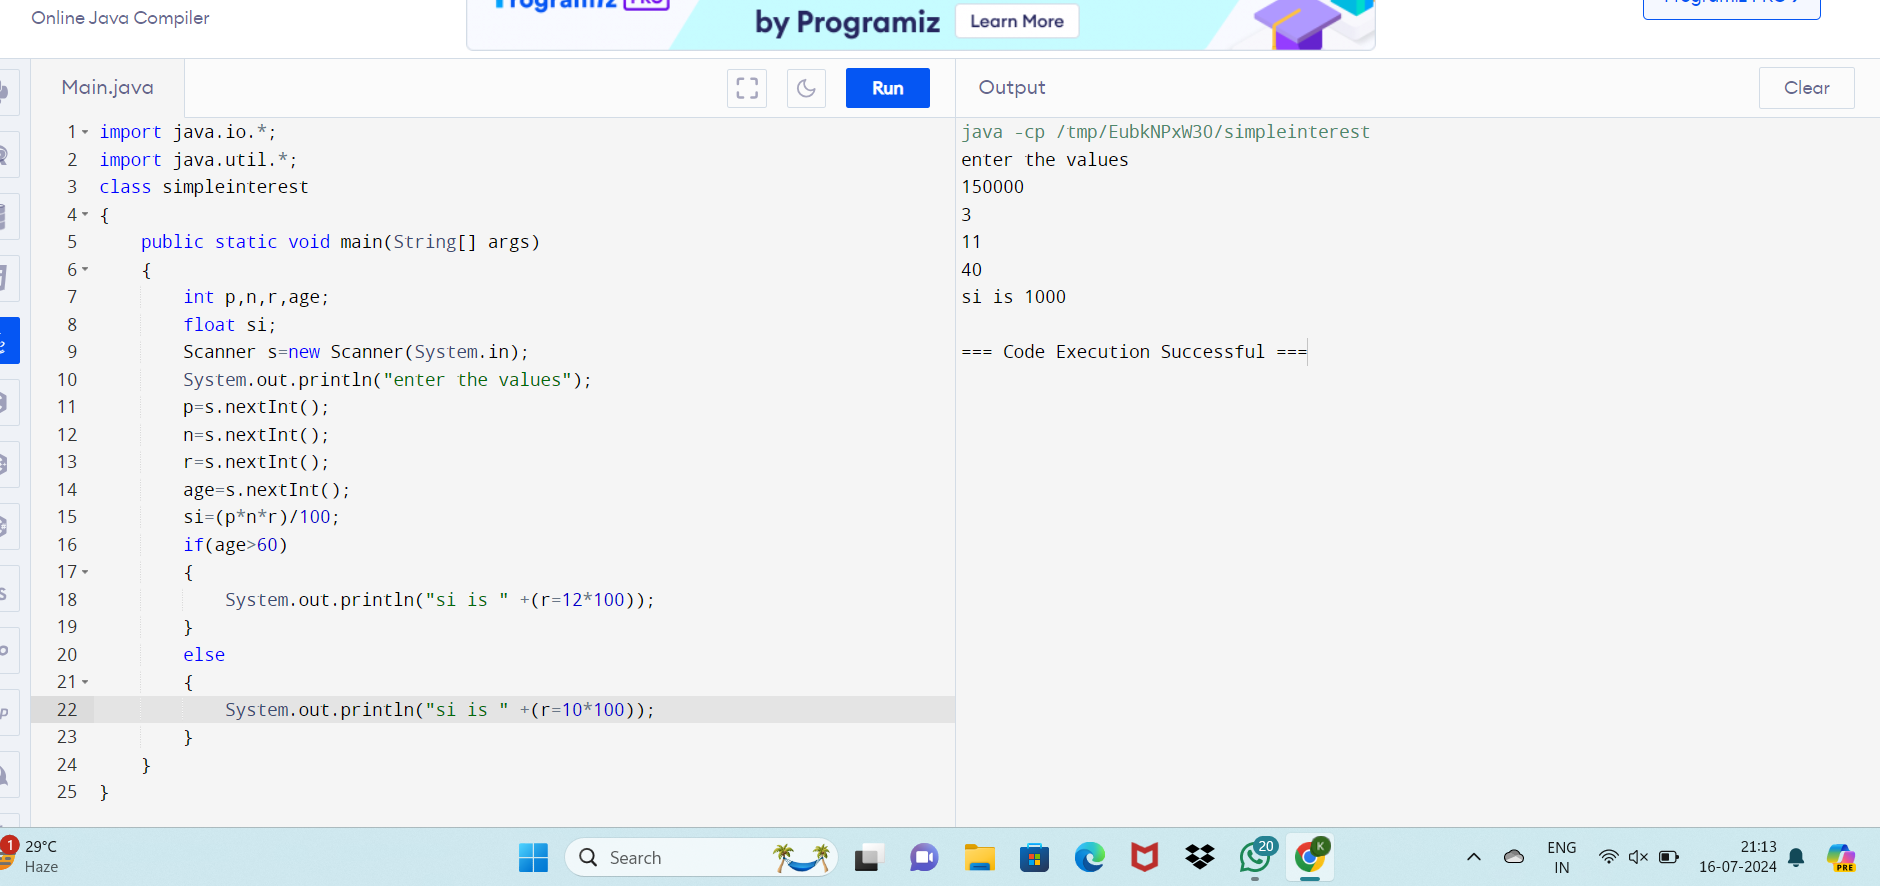 Online Java Compiler
Programiz PRO
by Programiz
Learn More
Programiz PRO >
Main.java
Run
Output
Clear
1 import java.io.*;
2 import java.util.*;
3 class simpleinterest
4 {
5 public static void main(String[] args)
6 {
7 int p,n,r,age;
8 float si;
9 Scanner s=new Scanner(System.in);
10 System.out.println("enter the values");
11 p=s.nextInt();
12 n=s.nextInt();
13 r=s.nextInt();
14 age=s.nextInt();
15 si=(p*n*r)/100;
16 if(age>60)
17 {
18 System.out.println("si is " +(r=12*100));
19 }
20 else
21 {
22 System.out.println("si is " +(r=10*100));
23 }
24 }
25 }
java -cp /tmp/EubkNPxW30/simpleinterest
enter the values
150000
3
11
40
si is 1000
=== Code Execution Successful ===
1
29°C
Haze
Search
20
K
ENG
IN
21:13
16-07-2024
PRE